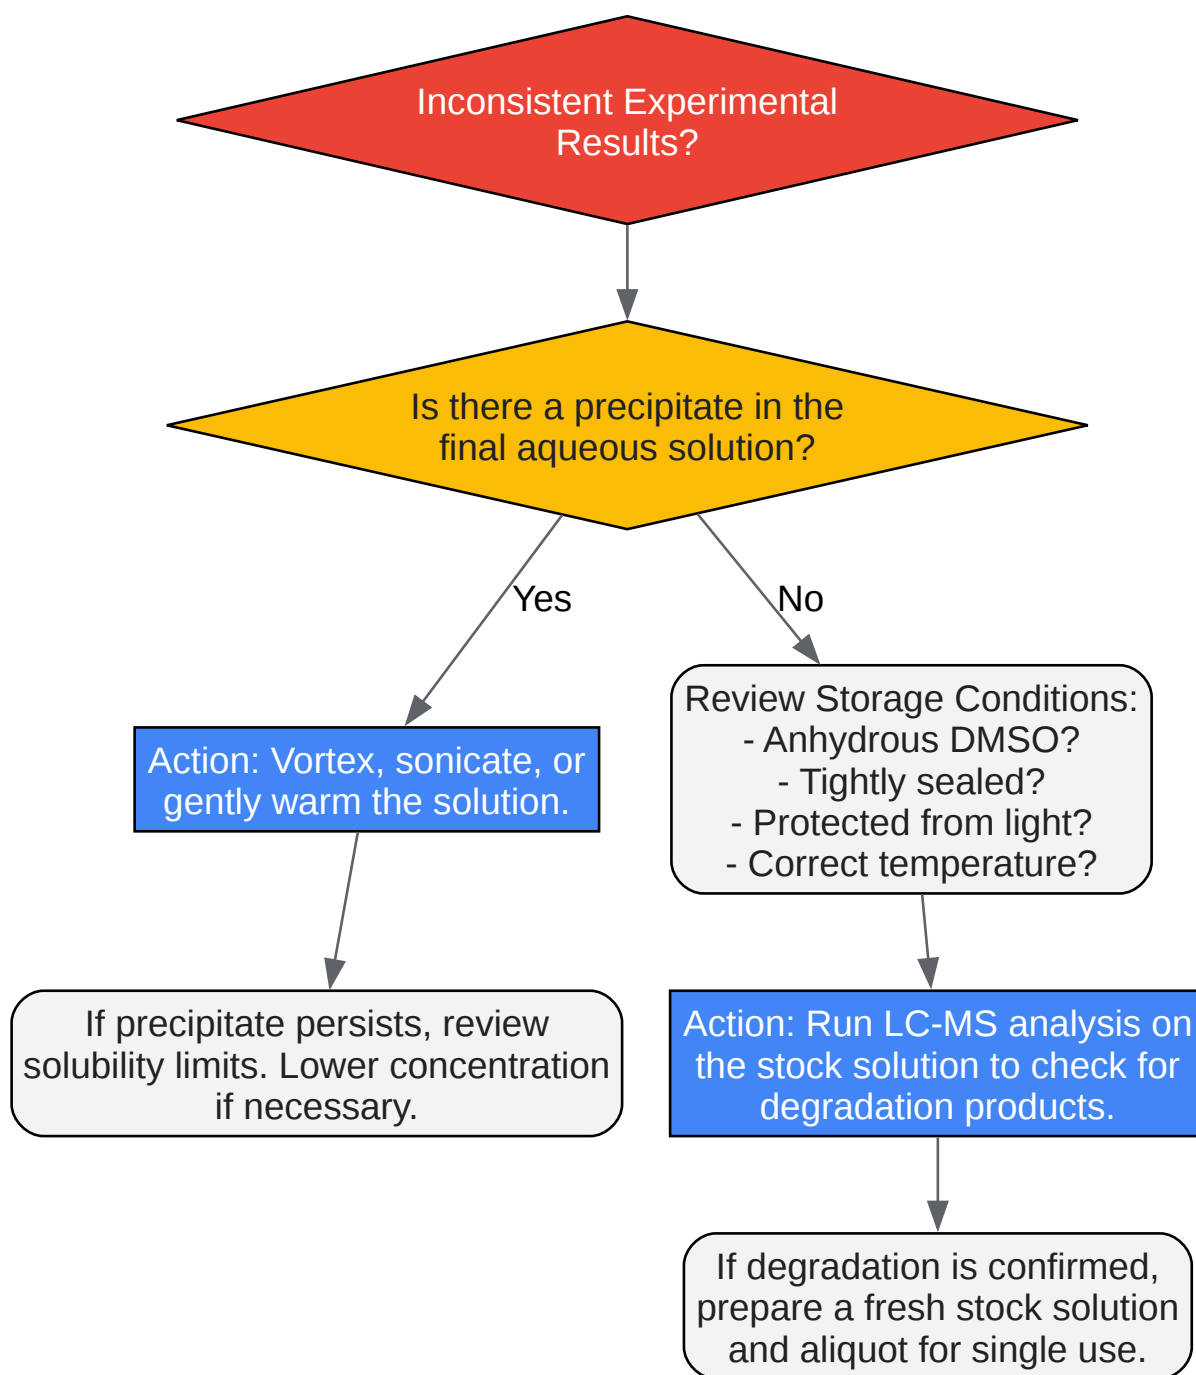 Inconsistent Experimental
Results?
Is there a precipitate in the
final aqueous solution?
Yes
No
Action: Vortex, sonicate, or
gently warm the solution.
Review Storage Conditions:
- Anhydrous DMSO?
- Tightly sealed?
- Protected from light?
- Correct temperature?
If precipitate persists, review
solubility limits. Lower concentration
if necessary.
Action: Run LC-MS analysis on
the stock solution to check for
degradation products.
If degradation is confirmed,
prepare a fresh stock solution
and aliquot for single use.